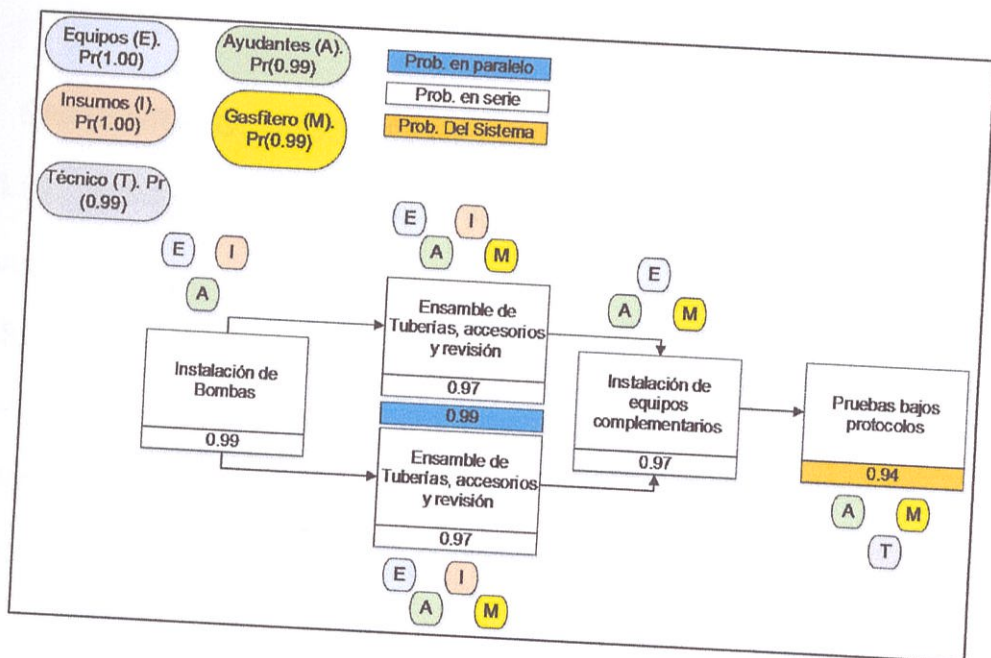 Equipos (E).
Pr(1.00)
Ayudantes (A).
Pr(0.99)
Prob. en paralelo
Prob. en serie
Prob. Del Sistema
Insumos (I).
Pr(1.00)
Gasfitero (M).
Pr(0.99)
Técnico (T). Pr
(0.99)
E
I
A
E
I
A
M
E
A
M
Instalación de
Bombas
0.99
Ensamble de
Tuberías, accesorios
y revisión
0.97
0.99
Ensamble de
Tuberías, accesorios
y revisión
0.97
Instalación de
equipos
complementarios
0.97
Pruebas bajos
protocolos
0.94
A
M
T
E
I
A
M